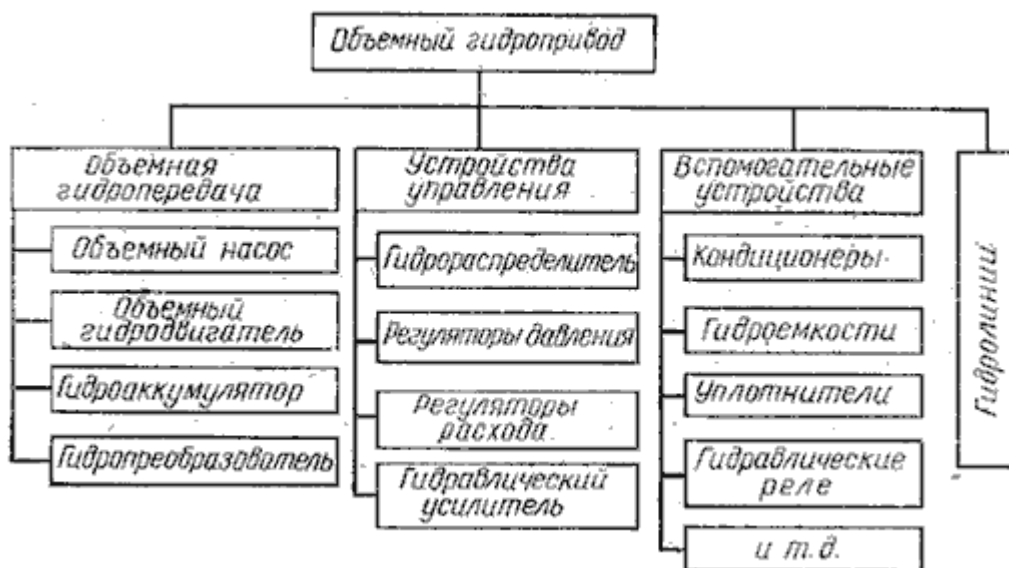 Объемный гидропривод
Объемная
гидропередача
Объемный насос
Объемный
гидродвигатель
Гидроаккумулятор
Гидропреобразователь
Устройства
управления
Гидрораспределитель
Регуляторы давления
Регуляторы
расхода
Гидравлический
усилитель
Вспомогательные
устройства
Кондиционеры
Гидроемкости
Уплотнители
Гидравлические
реле
и т.д.
Гидролиний